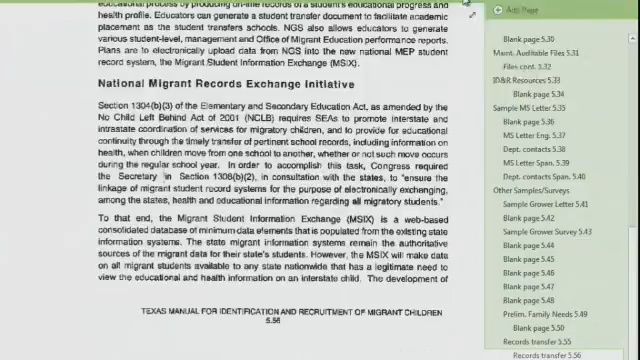 educational process by producing on-line records of a student's educational progress and
health profile. Educators can generate a student transfer document to facilitate academic
placement as the student transfers schools. NGS also allows educators to generate
various student-level, management and Office of Migrant Education performance reports.
Plans are to electronically upload data from NGS into the new national MEP student
record system, the Migrant Student Information Exchange (MSIX).
National Migrant Records Exchange Initiative
Section 1304(b)(3) of the Elementary and Secondary Education Act, as amended by the
No Child Left Behind Act of 2001 (NCLB) requires SEAs to promote interstate and
intrastate coordination of services for migratory children, and to provide for educational
continuity through the timely transfer of pertinent school records, including information on
health, when children move from one school to another, whether or not such move occurs
during the regular school year. In order to accomplish this task, Congress required
the Secretary in Section 1308(b)(2), in consultation with the states, to "ensure the
linkage of migrant student record systems for the purpose of electronically exchanging,
among the states, health and educational information regarding all migratory students."
To that end, the Migrant Student Information Exchange (MSIX) is a web-based
consolidated database of minimum data elements that is populated from the existing state
information systems. The state migrant information systems remain the authoritative
sources of the migrant data for their state's students. However, the MSIX will make data
on all migrant students available to any state nationwide that has a legitimate need to
view the educational and health information on an interstate child. The development of
TEXAS MANUAL FOR IDENTIFICATION AND RECRUITMENT OF MIGRANT CHILDREN
5.56
Add Page
Blank page 5.30
Maint. Auditable Files 5.31
Files cont. 5.32
ID&R Resources 5.33
Blank page 5.34
Sample MS Letter 5.35
Blank page 5.36
MS Letter Eng. 5.37
Dept. contacts 5.38
MS Letter Span. 5.39
Dept. contacts Span 5.40
Other Samples/Surveys
Sample Grower Letter 5.41
Blank page 5.42
Sample Grower Survey 5.43
Blank page 5.44
Blank page 5.45
Blank page 5.46
Blank page 5.47
Blank page 5.48
Prelim. Family Needs 5.49
Blank page 5.50
Records transfer 5.55
Records transfer 5.56